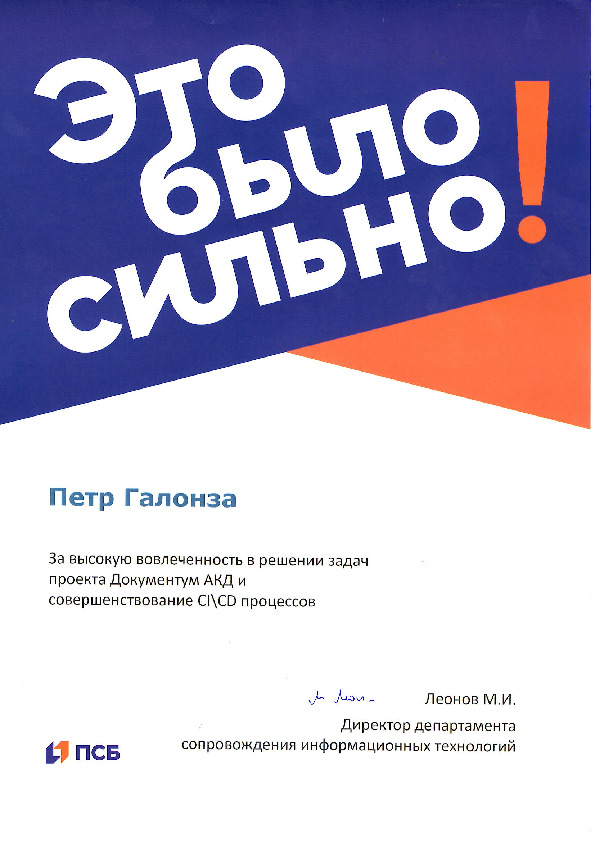 Это
было
сильно!
Петр Галонза
За высокую вовлеченность в решении задач
проекта Документум АКД и
совершенствование CI\CD процессов
Леонов М.И.
Директор департамента
сопровождения информационных технологий
ПСБ